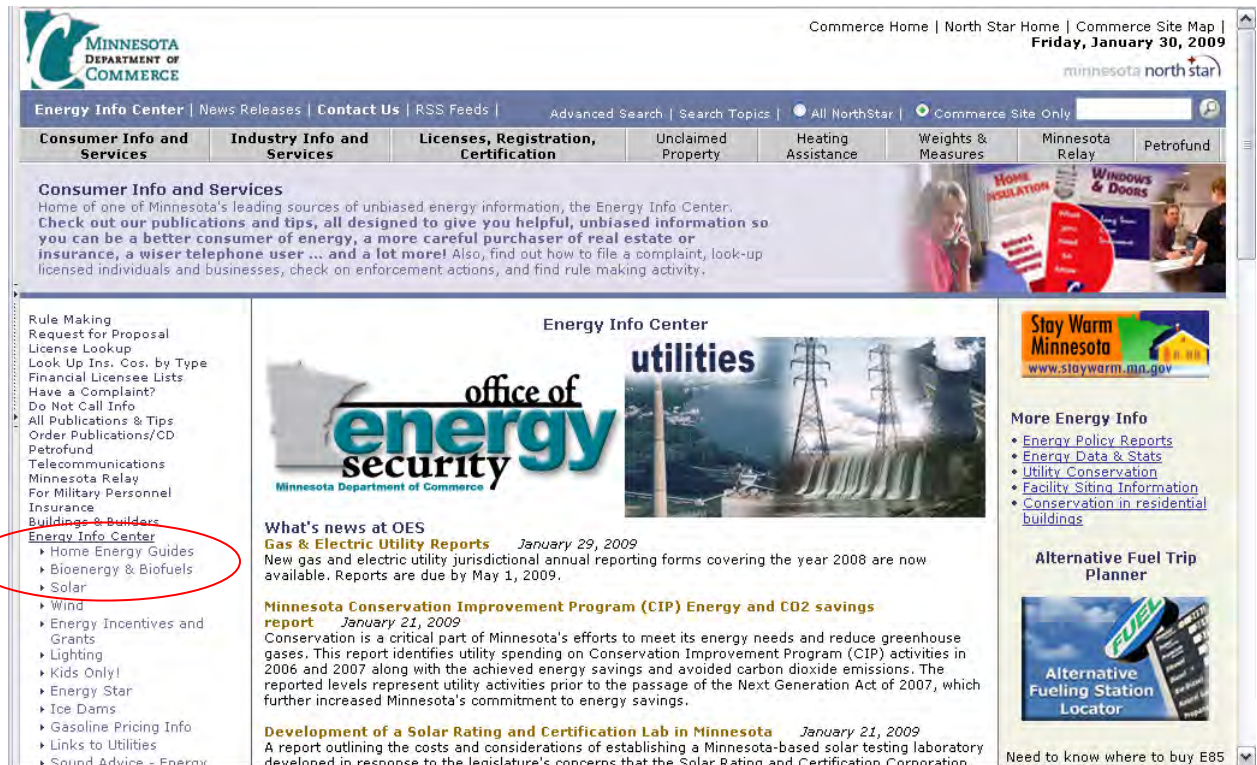 MINNESOTA
DEPARTMENT OF
COMMERCE
Commerce Home | North Star Home | Commerce Site Map |
Friday, January 30, 2009
minnesota north star
Energy Info Center | News Releases | Contact Us | RSS Feeds |
Advanced Search | Search Topics | All NorthStar | Commerce Site Only
Consumer Info and Services
Industry Info and Services
Licenses, Registration, Certification
Unclaimed Property
Heating Assistance
Weights & Measures
Minnesota Relay
Petrofund
Consumer Info and Services
Home of one of Minnesota's leading sources of unbiased energy information, the Energy Info Center.
Check out our publications and tips, all designed to give you helpful, unbiased information so
you can be a better consumer of energy, a more careful purchaser of real estate or
insurance, a wiser telephone user ... and a lot more! Also, find out how to file a complaint, look-up
licensed individuals and businesses, check on enforcement actions, and find rule making activity.
HOME
INSULATION
WINDOWS
& DOORS
Rule Making
Request for Proposal
License Lookup
Look Up Ins. Cos. by Type
Financial Licensee Lists
Have a Complaint?
Do Not Call Info
All Publications & Tips
Order Publications/CD
Petrofund
Telecommunications
Minnesota Relay
For Military Personnel
Insurance
Buildings & Builders
Energy Info Center
Home Energy Guides
Bioenergy & Biofuels
Solar
Wind
Energy Incentives and
Grants
Lighting
Kids Only!
Energy Star
Ice Dams
Gasoline Pricing Info
Links to Utilities
Sound Advice - Energy
Energy Info Center
office of
energy
security
Minnesota Department of Commerce
utilities
What's news at OES
Gas & Electric Utility Reports January 29, 2009
New gas and electric utility jurisdictional annual reporting forms covering the year 2008 are now
available. Reports are due by May 1, 2009.
Minnesota Conservation Improvement Program (CIP) Energy and CO2 savings
report January 21, 2009
Conservation is a critical part of Minnesota's efforts to meet its energy needs and reduce greenhouse
gases. This report identifies utility spending on Conservation Improvement Program (CIP) activities in
2006 and 2007 along with the achieved energy savings and avoided carbon dioxide emissions. The
reported levels represent utility activities prior to the passage of the Next Generation Act of 2007, which
further increased Minnesota's commitment to energy savings.
Development of a Solar Rating and Certification Lab in Minnesota January 21, 2009
A report outlining the costs and considerations of establishing a Minnesota-based solar testing laboratory
developed in response to the legislature's concerns that the Solar Rating and Certification Corporation
Stay Warm
Minnesota
www.staywarm.mn.gov
More Energy Info
Energy Policy Reports
Energy Data & Stats
Utility Conservation
Facility Siting Information
Conservation in residential
buildings
Alternative Fuel Trip
Planner
FUEL
Alternative
Fueling Station
Locator
Need to know where to buy E85